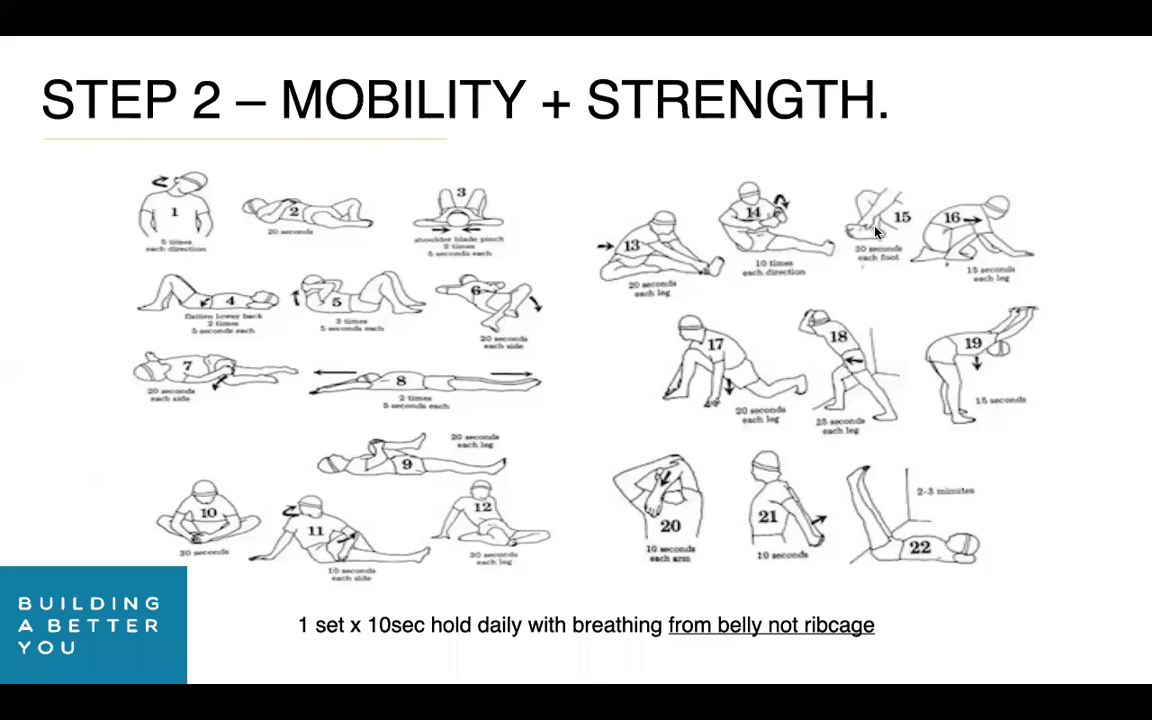 STEP 2 – MOBILITY + STRENGTH.
1
5 times
each direction
2
20 seconds
3
shoulder blade pinch
2 times
5 seconds each
4
flatten lower back
2 times
5 seconds each
5
3 times
5 seconds each
6
20 seconds
each side
7
20 seconds
each side
8
2 times
5 seconds each
9
20 seconds
each leg
10
30 seconds
11
10 seconds
each side
12
20 seconds
each leg
13
20 seconds
each leg
14
10 times
each direction
15
each foot
16
15 seconds
each leg
17
20 seconds
each leg
18
25 seconds
each leg
19
15 seconds
20
10 seconds
each arm
21
10 seconds
22
2-3 minutes
BUILDING
A BETTER
YOU
1 set x 10sec hold daily with breathing from belly not ribcage